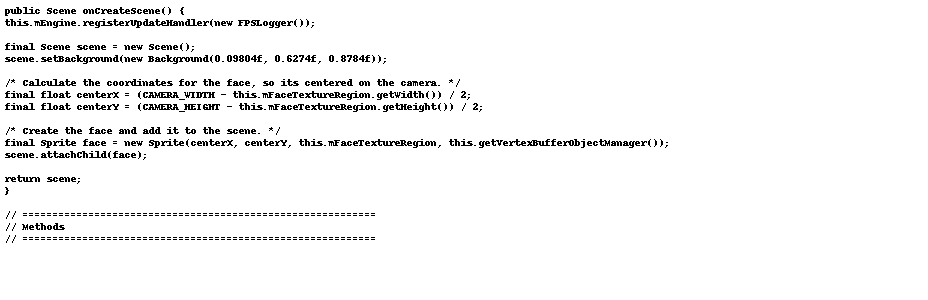 public Scene onCreateScene() {
this.mEngine.registerUpdateHandler(new FPSLogger());
final Scene scene = new Scene();
scene.setBackground(new Background(0.09804f, 0.6274f, 0.8784f));
/* Calculate the coordinates for the face, so its centered on the camera. */
final float centerX = (CAMERA_WIDTH - this.mFaceTextureRegion.getWidth()) / 2;
final float centerY = (CAMERA_HEIGHT - this.mFaceTextureRegion.getHeight()) / 2;
/* Create the face and add it to the scene. */
final Sprite face = new Sprite(centerX, centerY, this.mFaceTextureRegion, this.getVertexBufferObjectManager());
scene.attachChild(face);
return scene;
}
// ===========================================================
// Methods
// ===========================================================